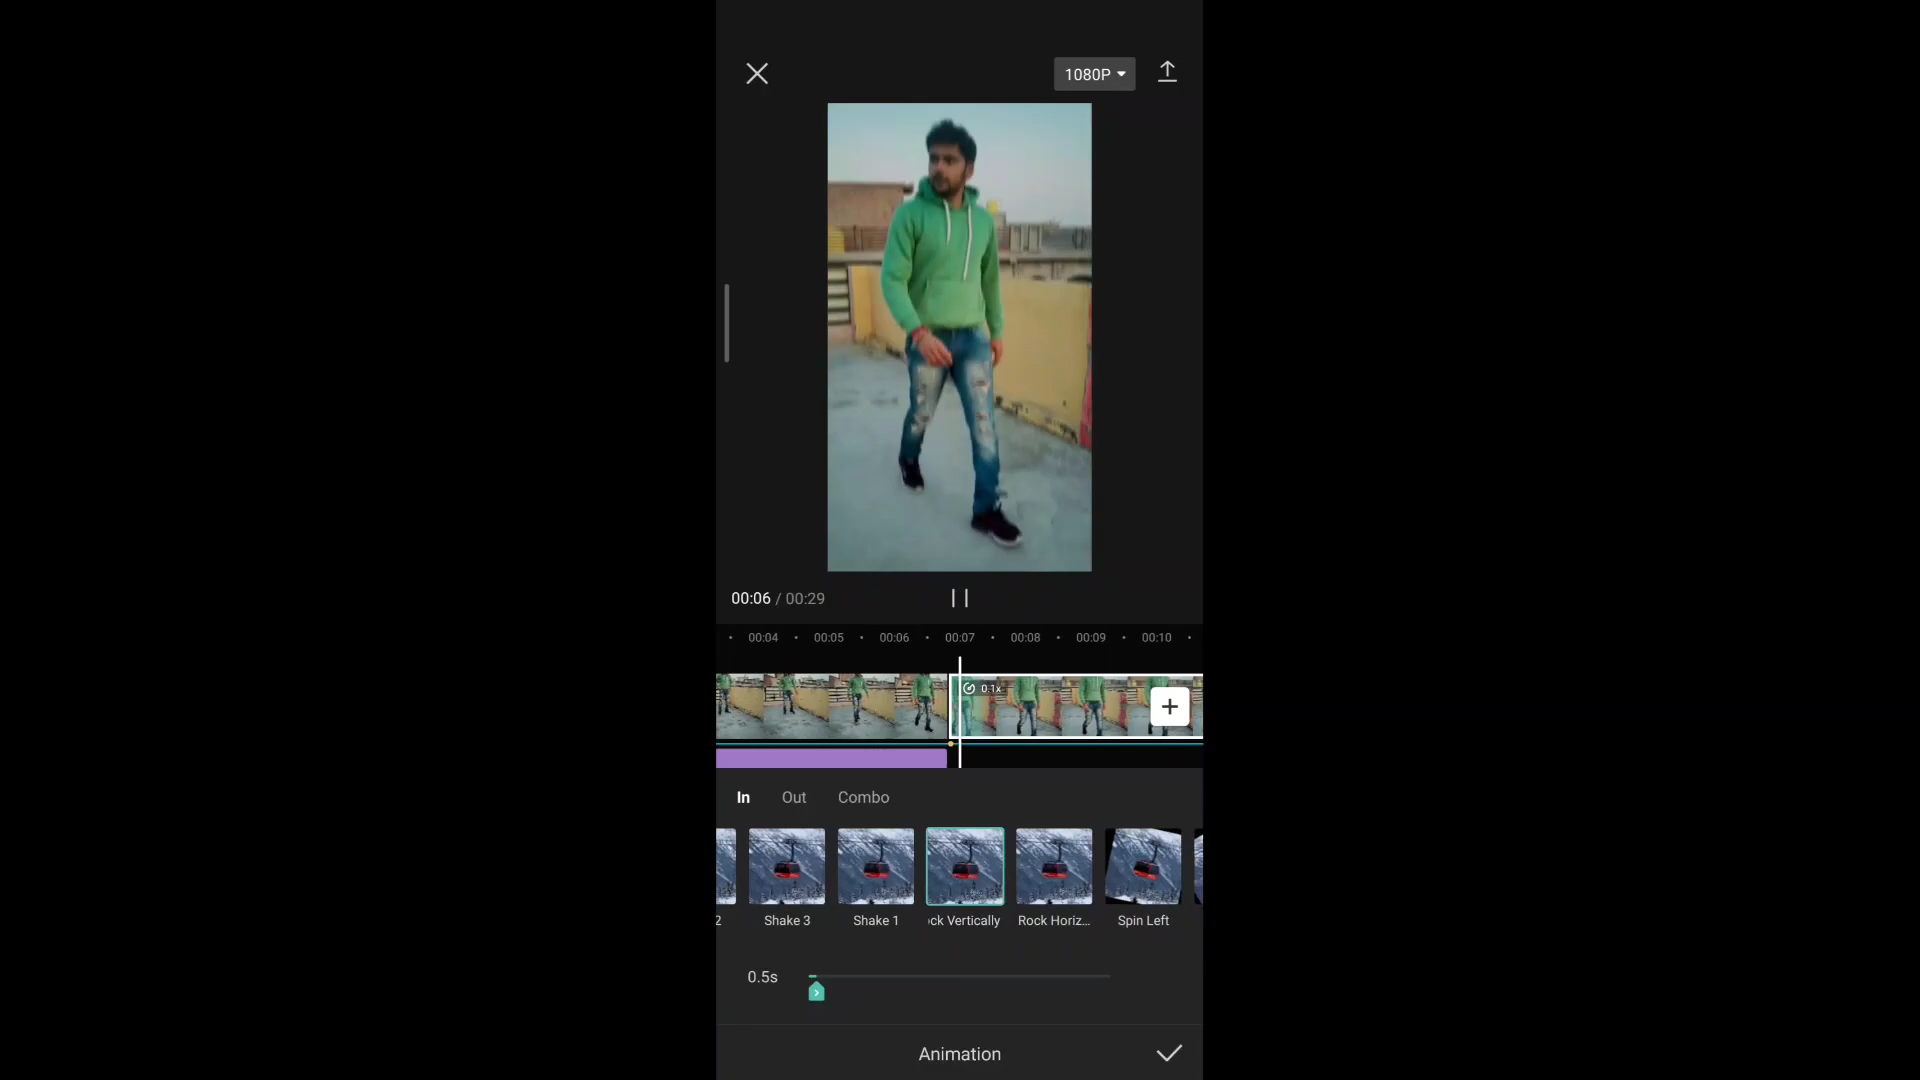 1080P
00:06 / 00:29
00:04 00:05 00:06 00:07 00:08 00:09 00:10
0.1x
In Out Combo
2 Shake 3 Shake 1 ck Vertically Rock Horiz... Spin Left
0.5s
Animation